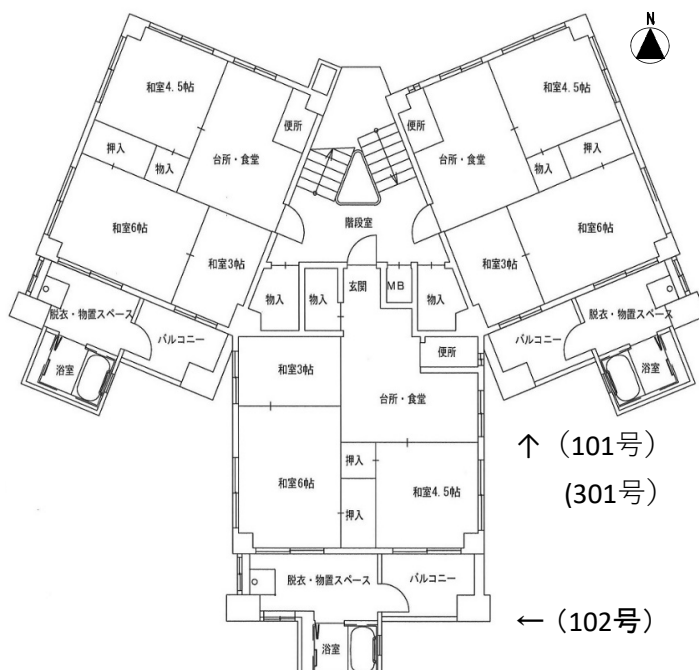 N
和室4.5帖
便所
押入
物入
台所・食堂
和室6帖
和室3帖
脱衣・物置スペース
バルコニー
浴室
和室4.5帖
便所
台所・食堂
物入
押入
和室6帖
和室3帖
バルコニー
脱衣・物置スペース
浴室
階段室
物入
物入
玄関
MB
物入
便所
和室3帖
台所・食堂
和室6帖
押入
押入
和室4.5帖
脱衣・物置スペース
バルコニー
浴室
↑（101号）
(301号）
←（102号）